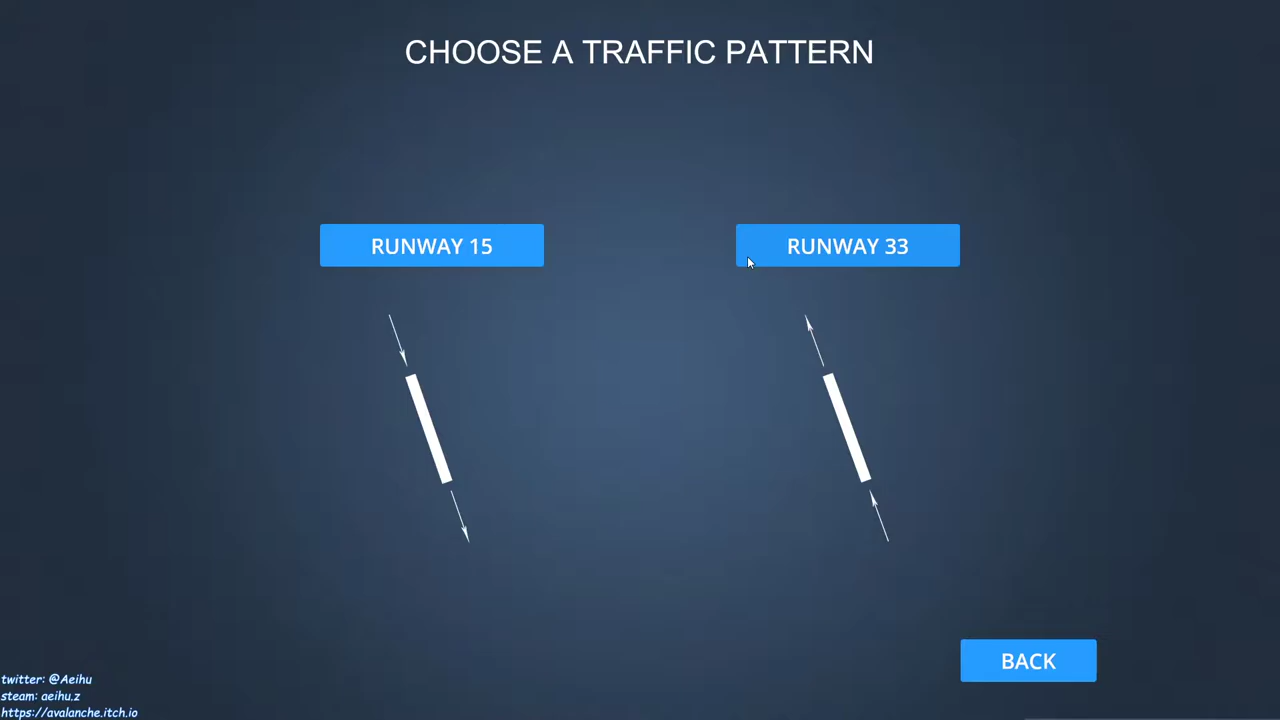 CHOOSE A TRAFFIC PATTERN
RUNWAY 15
RUNWAY 33
BACK
twitter: @Aeihu
steam: aeihu.z
https://avalanche.itch.io